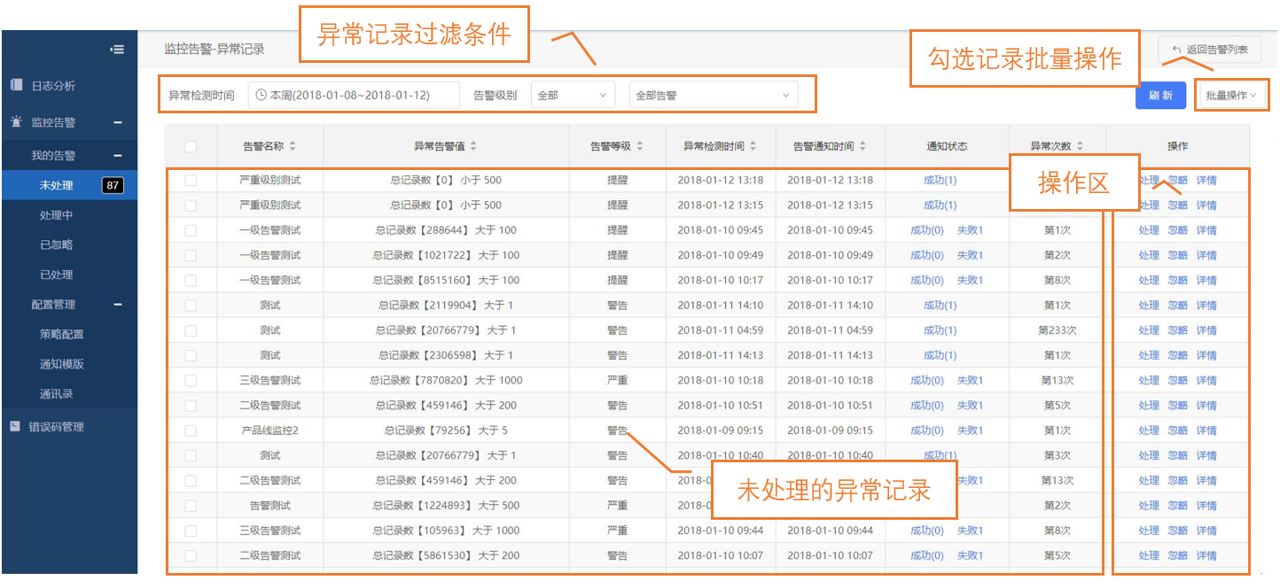 异常记录过滤条件
勾选记录批量操作
监控告警-异常记录
返回告警列表
日志分析
监控告警
我的告警
未处理 87
处理中
已忽略
已处理
配置管理
策略配置
通知模版
通讯录
错误码管理
异常检测时间 本周(2018-01-08~2018-01-12) 告警级别 全部 全部告警 刷 新 批量操作
告警名称 异常告警值 告警等级 异常检测时间 告警通知时间 通知状态 异常次数 操作
操作区
严重级别测试 总记录数【0】 小于 500 提醒 2018-01-12 13:18 2018-01-12 13:18 成功(1) 处理 忽略 详情
严重级别测试 总记录数【0】 小于 500 提醒 2018-01-12 13:15 2018-01-12 13:15 成功(1) 处理 忽略 详情
一级告警测试 总记录数【288644】 大于 100 提醒 2018-01-10 09:45 2018-01-10 09:45 成功(0) 失败1 第1次 处理 忽略 详情
一级告警测试 总记录数【1021722】 大于 100 提醒 2018-01-10 09:49 2018-01-10 09:49 成功(0) 失败1 第2次 处理 忽略 详情
一级告警测试 总记录数【8515160】 大于 100 提醒 2018-01-10 10:17 2018-01-10 10:17 成功(0) 失败1 第8次 处理 忽略 详情
测试 总记录数【2119904】 大于 1 警告 2018-01-11 14:10 2018-01-11 14:10 成功(1) 第1次 处理 忽略 详情
测试 总记录数【20766779】 大于 1 警告 2018-01-11 04:59 2018-01-11 04:59 成功(1) 第233次 处理 忽略 详情
测试 总记录数【2306598】 大于 1 警告 2018-01-11 14:13 2018-01-11 14:13 成功(1) 第1次 处理 忽略 详情
三级告警测试 总记录数【7870820】 大于 1000 严重 2018-01-10 10:18 2018-01-10 10:18 成功(0) 失败1 第13次 处理 忽略 详情
二级告警测试 总记录数【459146】 大于 200 警告 2018-01-10 10:51 2018-01-10 10:51 成功(0) 失败1 第5次 处理 忽略 详情
产品线监控2 总记录数【79256】 大于 5 警告 2018-01-09 09:15 2018-01-09 09:15 成功(0) 失败1 第1次 处理 忽略 详情
测试 总记录数【20766779】 大于 1 警告 2018-01-10 10:40 2018-01-10 10:40 成功(1) 第3次 处理 忽略 详情
二级告警测试 总记录数【459146】 大于 200 警告 2018-0 失败1 第13次 处理 忽略 详情
未处理的异常记录
告警测试 总记录数【1224893】 大于 500 严重 2018-0 第2次 处理 忽略 详情
三级告警测试 总记录数【105963】 大于 1000 严重 2018-01-10 09:44 2018-01-10 09:44 成功(0) 失败1 第8次 处理 忽略 详情
二级告警测试 总记录数【5861530】 大于 200 警告 2018-01-10 10:07 2018-01-10 10:07 成功(0) 失败1 第5次 处理 忽略 详情